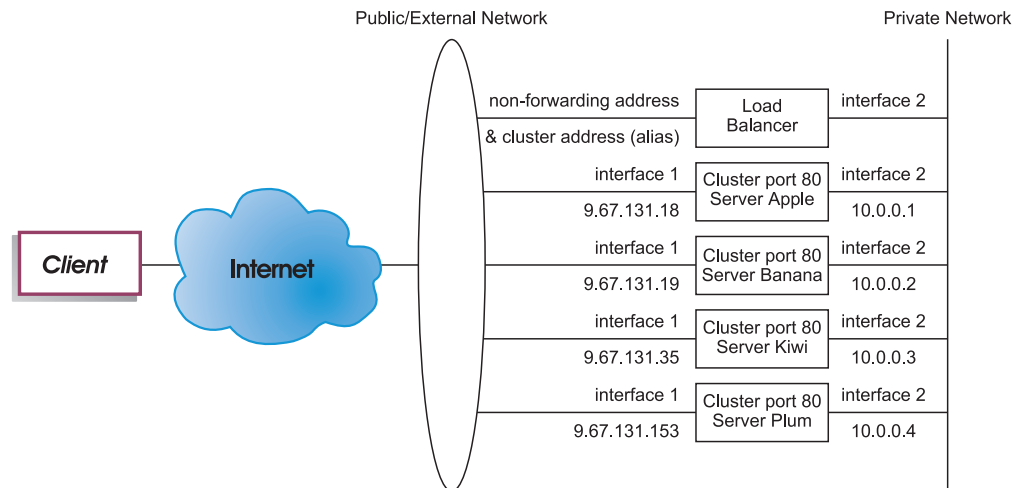 Public/External Network
Private Network
non-forwarding address
& cluster address (alias)
Load
Balancer
interface 2
interface 1
9.67.131.18
Cluster port 80
Server Apple
interface 2
10.0.0.1
Client
Internet
interface 1
9.67.131.19
Cluster port 80
Server Banana
interface 2
10.0.0.2
interface 1
9.67.131.35
Cluster port 80
Server Kiwi
interface 2
10.0.0.3
interface 1
9.67.131.153
Cluster port 80
Server Plum
interface 2
10.0.0.4